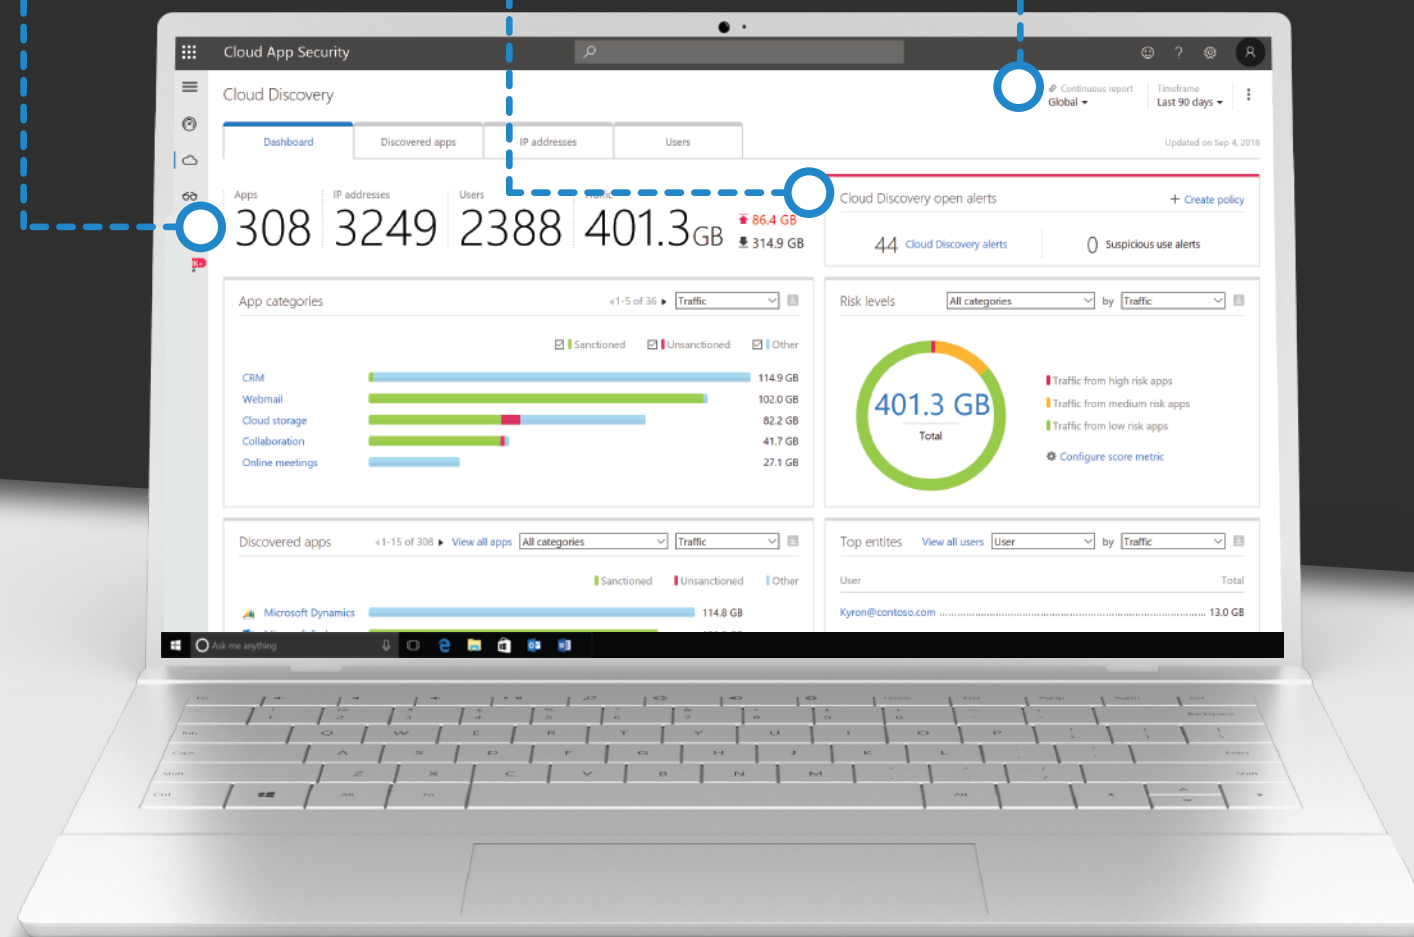 Cloud App Security
Cloud Discovery
Continuous report
Global
Timeframe
Last 90 days
Dashboard
Discovered apps
IP addresses
Users
Updated on Sep 4, 2018
Apps
308
IP addresses
3249
Users
2388
401.3 GB
86.4 GB
314.9 GB
Cloud Discovery open alerts
+ Create policy
44 Cloud Discovery alerts
0 Suspicious use alerts
App categories
1-5 of 36
Traffic
Sanctioned
Unsanctioned
Other
CRM 114.9 GB
Webmail 102.0 GB
Cloud storage 82.2 GB
Collaboration 41.7 GB
Online meetings 27.1 GB
Risk levels
All categories
by
Traffic
401.3 GB
Total
Traffic from high risk apps
Traffic from medium risk apps
Traffic from low risk apps
Configure score metric
Discovered apps
1-15 of 308
View all apps
All categories
Traffic
Sanctioned
Unsanctioned
Other
Microsoft Dynamics 114.8 GB
Top entites
View all users
User
by
Traffic
User Total
Kyron@contoso.com 13.0 GB
Ask me anything
Q W E R T Y U I O P
A S D F G H J K L
Z X C V B N M